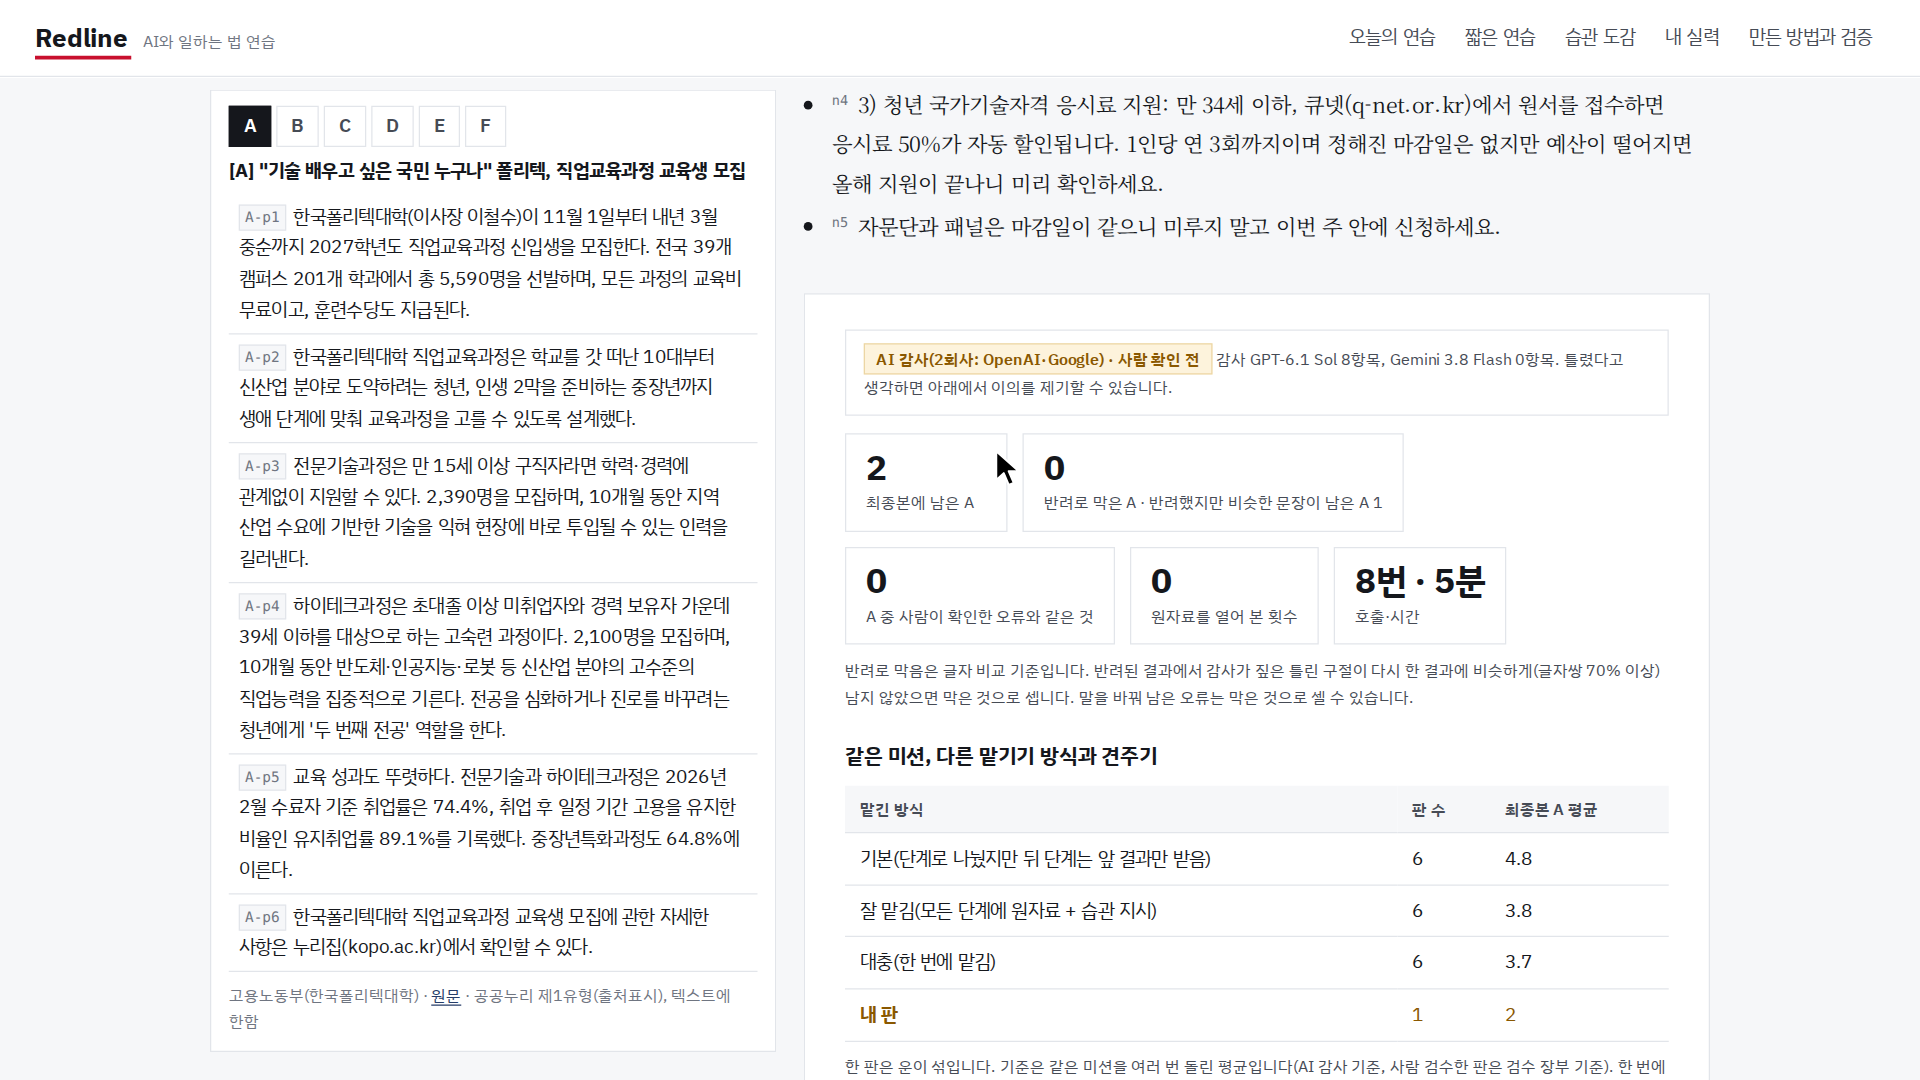 Redline AI와 일하는 법 연습
오늘의 연습 짧은 연습 습관 도감 내 실력 만든 방법과 검증
A B C D E F
[A] "기술 배우고 싶은 국민 누구나" 폴리텍, 직업교육과정 교육생 모집
A-p1 한국폴리텍대학(이사장 이철수)이 11월 1일부터 내년 3월
중순까지 2027학년도 직업교육과정 신입생을 모집한다. 전국 39개
캠퍼스 201개 학과에서 총 5,590명을 선발하며, 모든 과정의 교육비
무료이고, 훈련수당도 지급된다.
A-p2 한국폴리텍대학 직업교육과정은 학교를 갓 떠난 10대부터
신산업 분야로 도약하려는 청년, 인생 2막을 준비하는 중장년까지
생애 단계에 맞춰 교육과정을 고를 수 있도록 설계했다.
A-p3 전문기술과정은 만 15세 이상 구직자라면 학력·경력에
관계없이 지원할 수 있다. 2,390명을 모집하며, 10개월 동안 지역
산업 수요에 기반한 기술을 익혀 현장에 바로 투입될 수 있는 인력을
길러낸다.
A-p4 하이테크과정은 초대졸 이상 미취업자와 경력 보유자 가운데
39세 이하를 대상으로 하는 고숙련 과정이다. 2,100명을 모집하며,
10개월 동안 반도체·인공지능·로봇 등 신산업 분야의 고수준의
직업능력을 집중적으로 기른다. 전공을 심화하거나 진로를 바꾸려는
청년에게 '두 번째 전공' 역할을 한다.
A-p5 교육 성과도 뚜렷하다. 전문기술과 하이테크과정은 2026년
2월 수료자 기준 취업률은 74.4%, 취업 후 일정 기간 고용을 유지한
비율인 유지취업률 89.1%를 기록했다. 중장년특화과정도 64.8%에
이른다.
A-p6 한국폴리텍대학 직업교육과정 교육생 모집에 관한 자세한
사항은 누리집(kopo.ac.kr)에서 확인할 수 있다.
고용노동부(한국폴리텍대학) · 원문 · 공공누리 제1유형(출처표시), 텍스트에
한함
n4 3) 청년 국가기술자격 응시료 지원: 만 34세 이하, 큐넷(q-net.or.kr)에서 원서를 접수하면
응시료 50%가 자동 할인됩니다. 1인당 연 3회까지이며 정해진 마감일은 없지만 예산이 떨어지면
올해 지원이 끝나니 미리 확인하세요.
n5 자문단과 패널은 마감일이 같으니 미루지 말고 이번 주 안에 신청하세요.
AI 감사(2회사: OpenAI·Google) · 사람 확인 전 감사 GPT-6.1 Sol 8항목, Gemini 3.8 Flash 0항목. 틀렸다고
생각하면 아래에서 이의를 제기할 수 있습니다.
2
최종본에 남은 A
0
반려로 막은 A · 반려했지만 비슷한 문장이 남은 A 1
0
A 중 사람이 확인한 오류와 같은 것
0
원자료를 열어 본 횟수
8번 · 5분
호출·시간
반려로 막음은 글자 비교 기준입니다. 반려된 결과에서 감사가 짚은 틀린 구절이 다시 한 결과에 비슷하게(글자쌍 70% 이상)
남지 않았으면 막은 것으로 셉니다. 말을 바꿔 남은 오류는 막은 것으로 셀 수 있습니다.
같은 미션, 다른 맡기기 방식과 견주기
맡긴 방식 판 수 최종본 A 평균
기본(단계로 나눴지만 뒤 단계는 앞 결과만 받음) 6 4.8
잘 맡김(모든 단계에 원자료 + 습관 지시) 6 3.8
대충(한 번에 맡김) 6 3.7
내 판 1 2
한 판은 운이 섞입니다. 기준은 같은 미션을 여러 번 돌린 평균입니다(AI 감사 기준, 사람 검수한 판은 검수 장부 기준). 한 번에